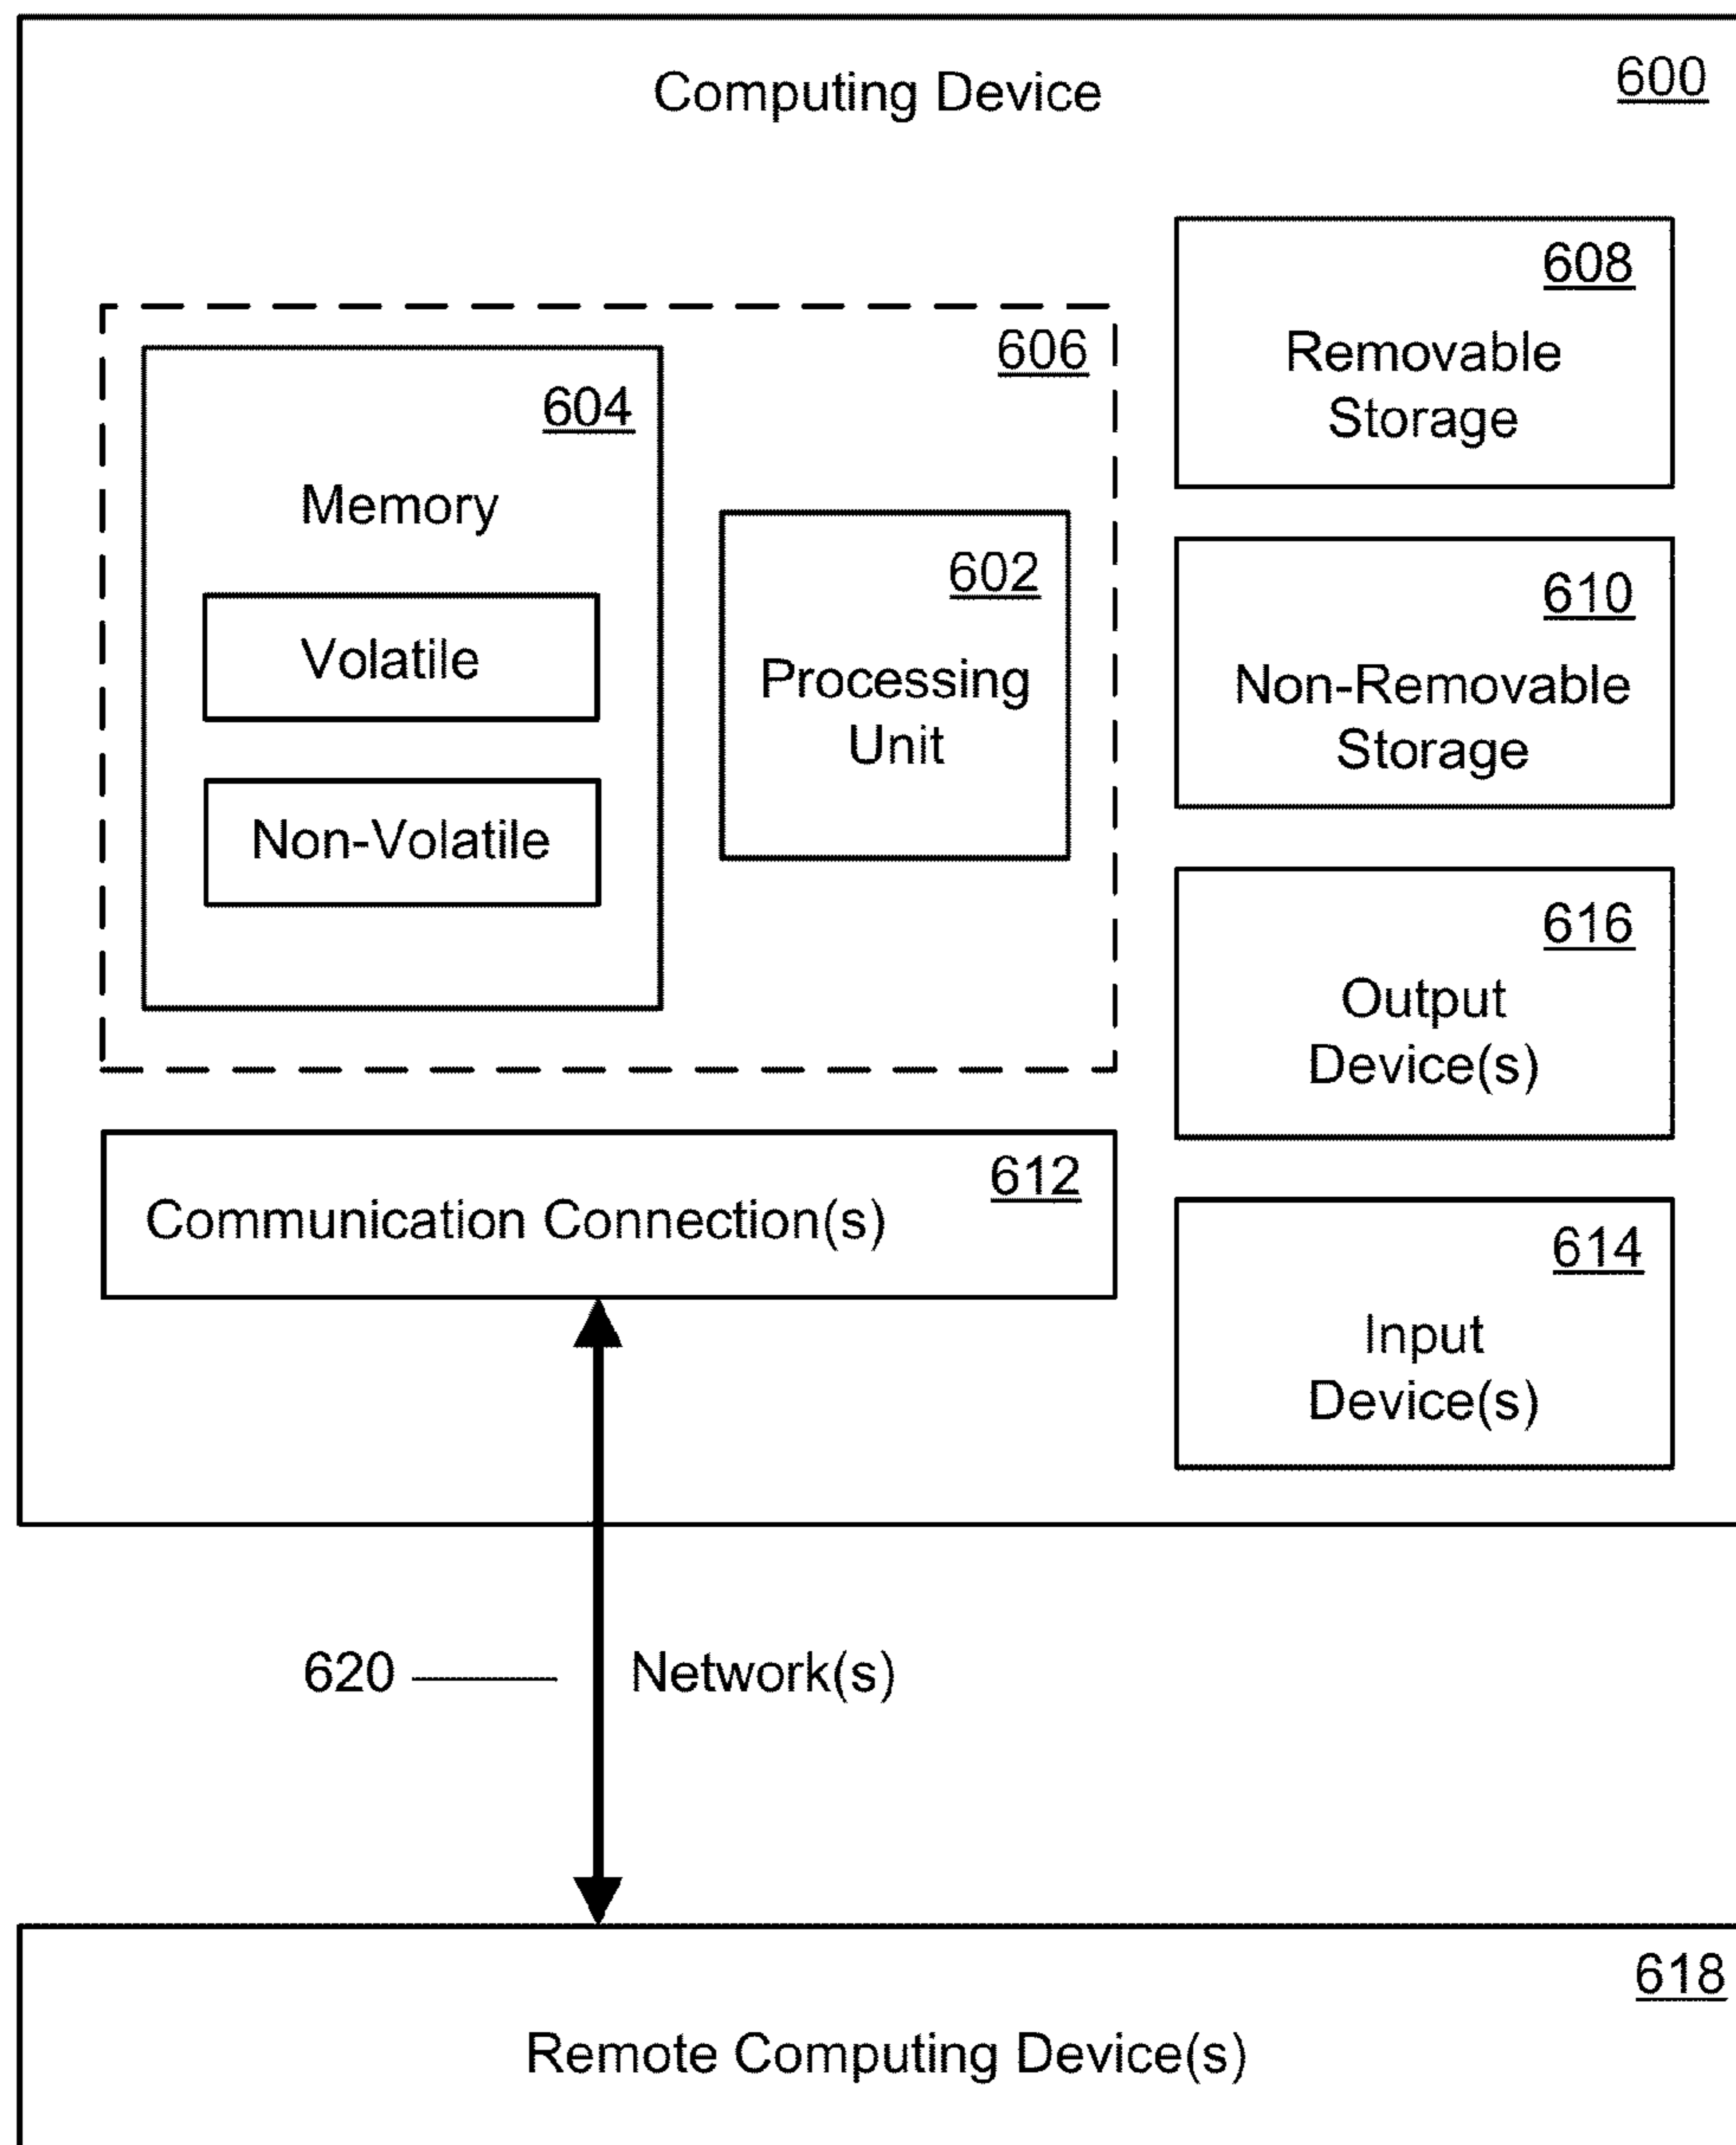 Computing Device
600
606
604
Memory
Volatile
Non-Volatile
602
Processing
Unit
608
Removable
Storage
610
Non-Removable
Storage
616
Output
Device(s)
612
Communication Connection(s)
614
Input
Device(s)
620
Network(s)
618
Remote Computing Device(s)